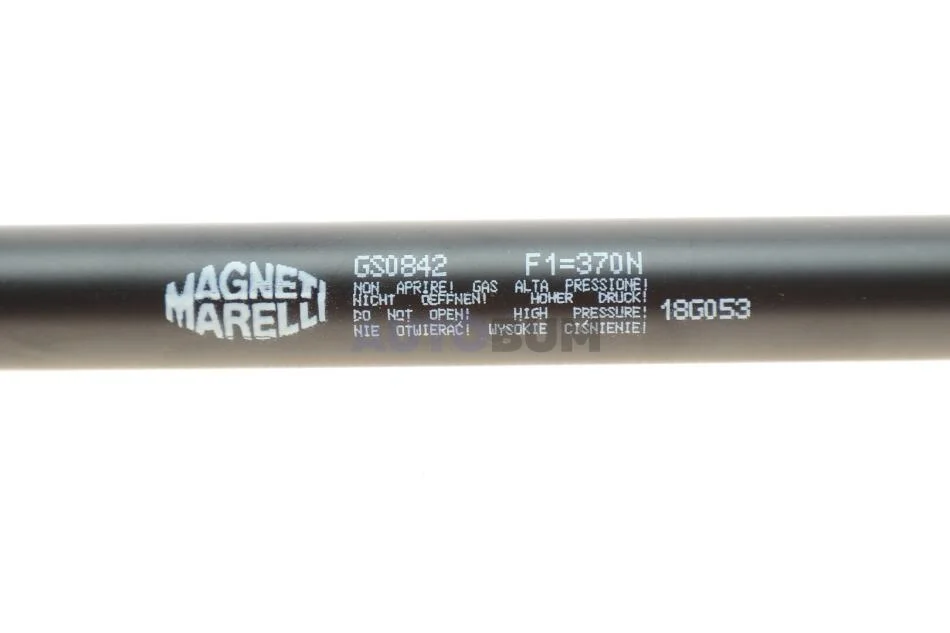 MAGNETI
MARELLI
GS0842 F1=370N
NON APRIRE! GAS ALTA PRESSIONE!
NICHT OEFFNEN! HOHER DRUCK!
DO NOT OPEN! HIGH PRESSURE!
NIE OTWIERAĆ! WYSOKIE CIŚNIENIE!
18G053
AUTOBUM